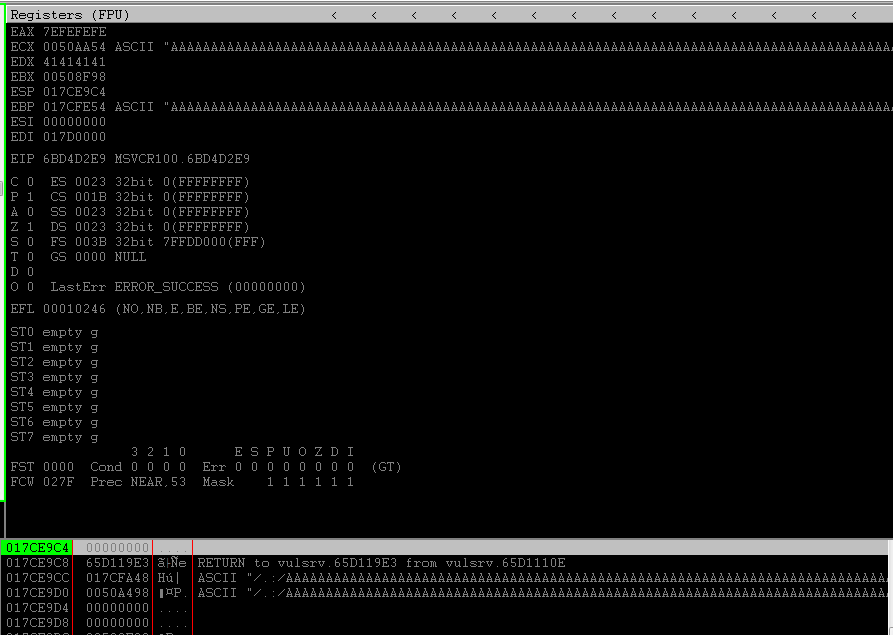 Registers (FPU) < < < < < < < < < < < < < <
EAX 7EFEFEFE
ECX 0050AA54 ASCII "AAAAAAAAAAAAAAAAAAAAAAAAAAAAAAAAAAAAAAAAAAAAAAAAAAAAAAAAAAAAAAAAAAAAAAAAAAAAAAAAAAAAAAAAAA
EDX 41414141
EBX 00508F98
ESP 017CE9C4
EBP 017CFE54 ASCII "AAAAAAAAAAAAAAAAAAAAAAAAAAAAAAAAAAAAAAAAAAAAAAAAAAAAAAAAAAAAAAAAAAAAAAAAAAAAAAAAAAAAAAAAAA
ESI 00000000
EDI 017D0000
EIP 6BD4D2E9 MSVCR100.6BD4D2E9
C 0 ES 0023 32bit 0(FFFFFFFF)
P 1 CS 001B 32bit 0(FFFFFFFF)
A 0 SS 0023 32bit 0(FFFFFFFF)
Z 1 DS 0023 32bit 0(FFFFFFFF)
S 0 FS 003B 32bit 7FFDD000(FFF)
T 0 GS 0000 NULL
D 0
O 0 LastErr ERROR_SUCCESS (00000000)
EFL 00010246 (NO,NB,E,BE,NS,PE,GE,LE)
ST0 empty g
ST1 empty g
ST2 empty g
ST3 empty g
ST4 empty g
ST5 empty g
ST6 empty g
ST7 empty g
3 2 1 0 E S P U O Z D I
FST 0000 Cond 0 0 0 0 Err 0 0 0 0 0 0 0 0 (GT)
FCW 027F Prec NEAR,53 Mask 1 1 1 1 1 1
017CE9C4 00000000 ....
017CE9C8 65D119E3 ã Ñe RETURN to vulsrv.65D119E3 from vulsrv.65D1110E
017CE9CC 017CFA48 Hú| ASCII "/.:/AAAAAAAAAAAAAAAAAAAAAAAAAAAAAAAAAAAAAAAAAAAAAAAAAAAAAAAAAAAAAAAAAAAAAAAAAAA
017CE9D0 0050A498 ¤P. ASCII "/.:/AAAAAAAAAAAAAAAAAAAAAAAAAAAAAAAAAAAAAAAAAAAAAAAAAAAAAAAAAAAAAAAAAAAAAAAAAAA
017CE9D4 00000000 ....
017CE9D8 00000000 ....